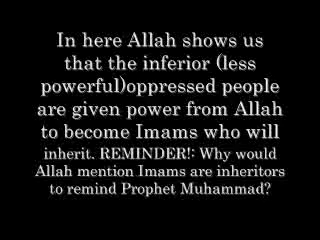 In here Allah shows us
that the inferior (less
powerful)oppressed people
are given power from Allah
to become Imams who will
inherit. REMINDER!: Why would
Allah mention Imams are inheritors
to remind Prophet Muhammad?